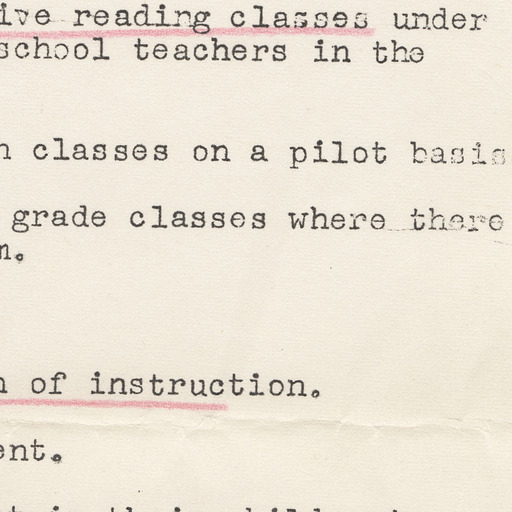 ive reading classes under
school teachers in the
n classes on a pilot basis
grade classes where there
n.
n of instruction.
ent.